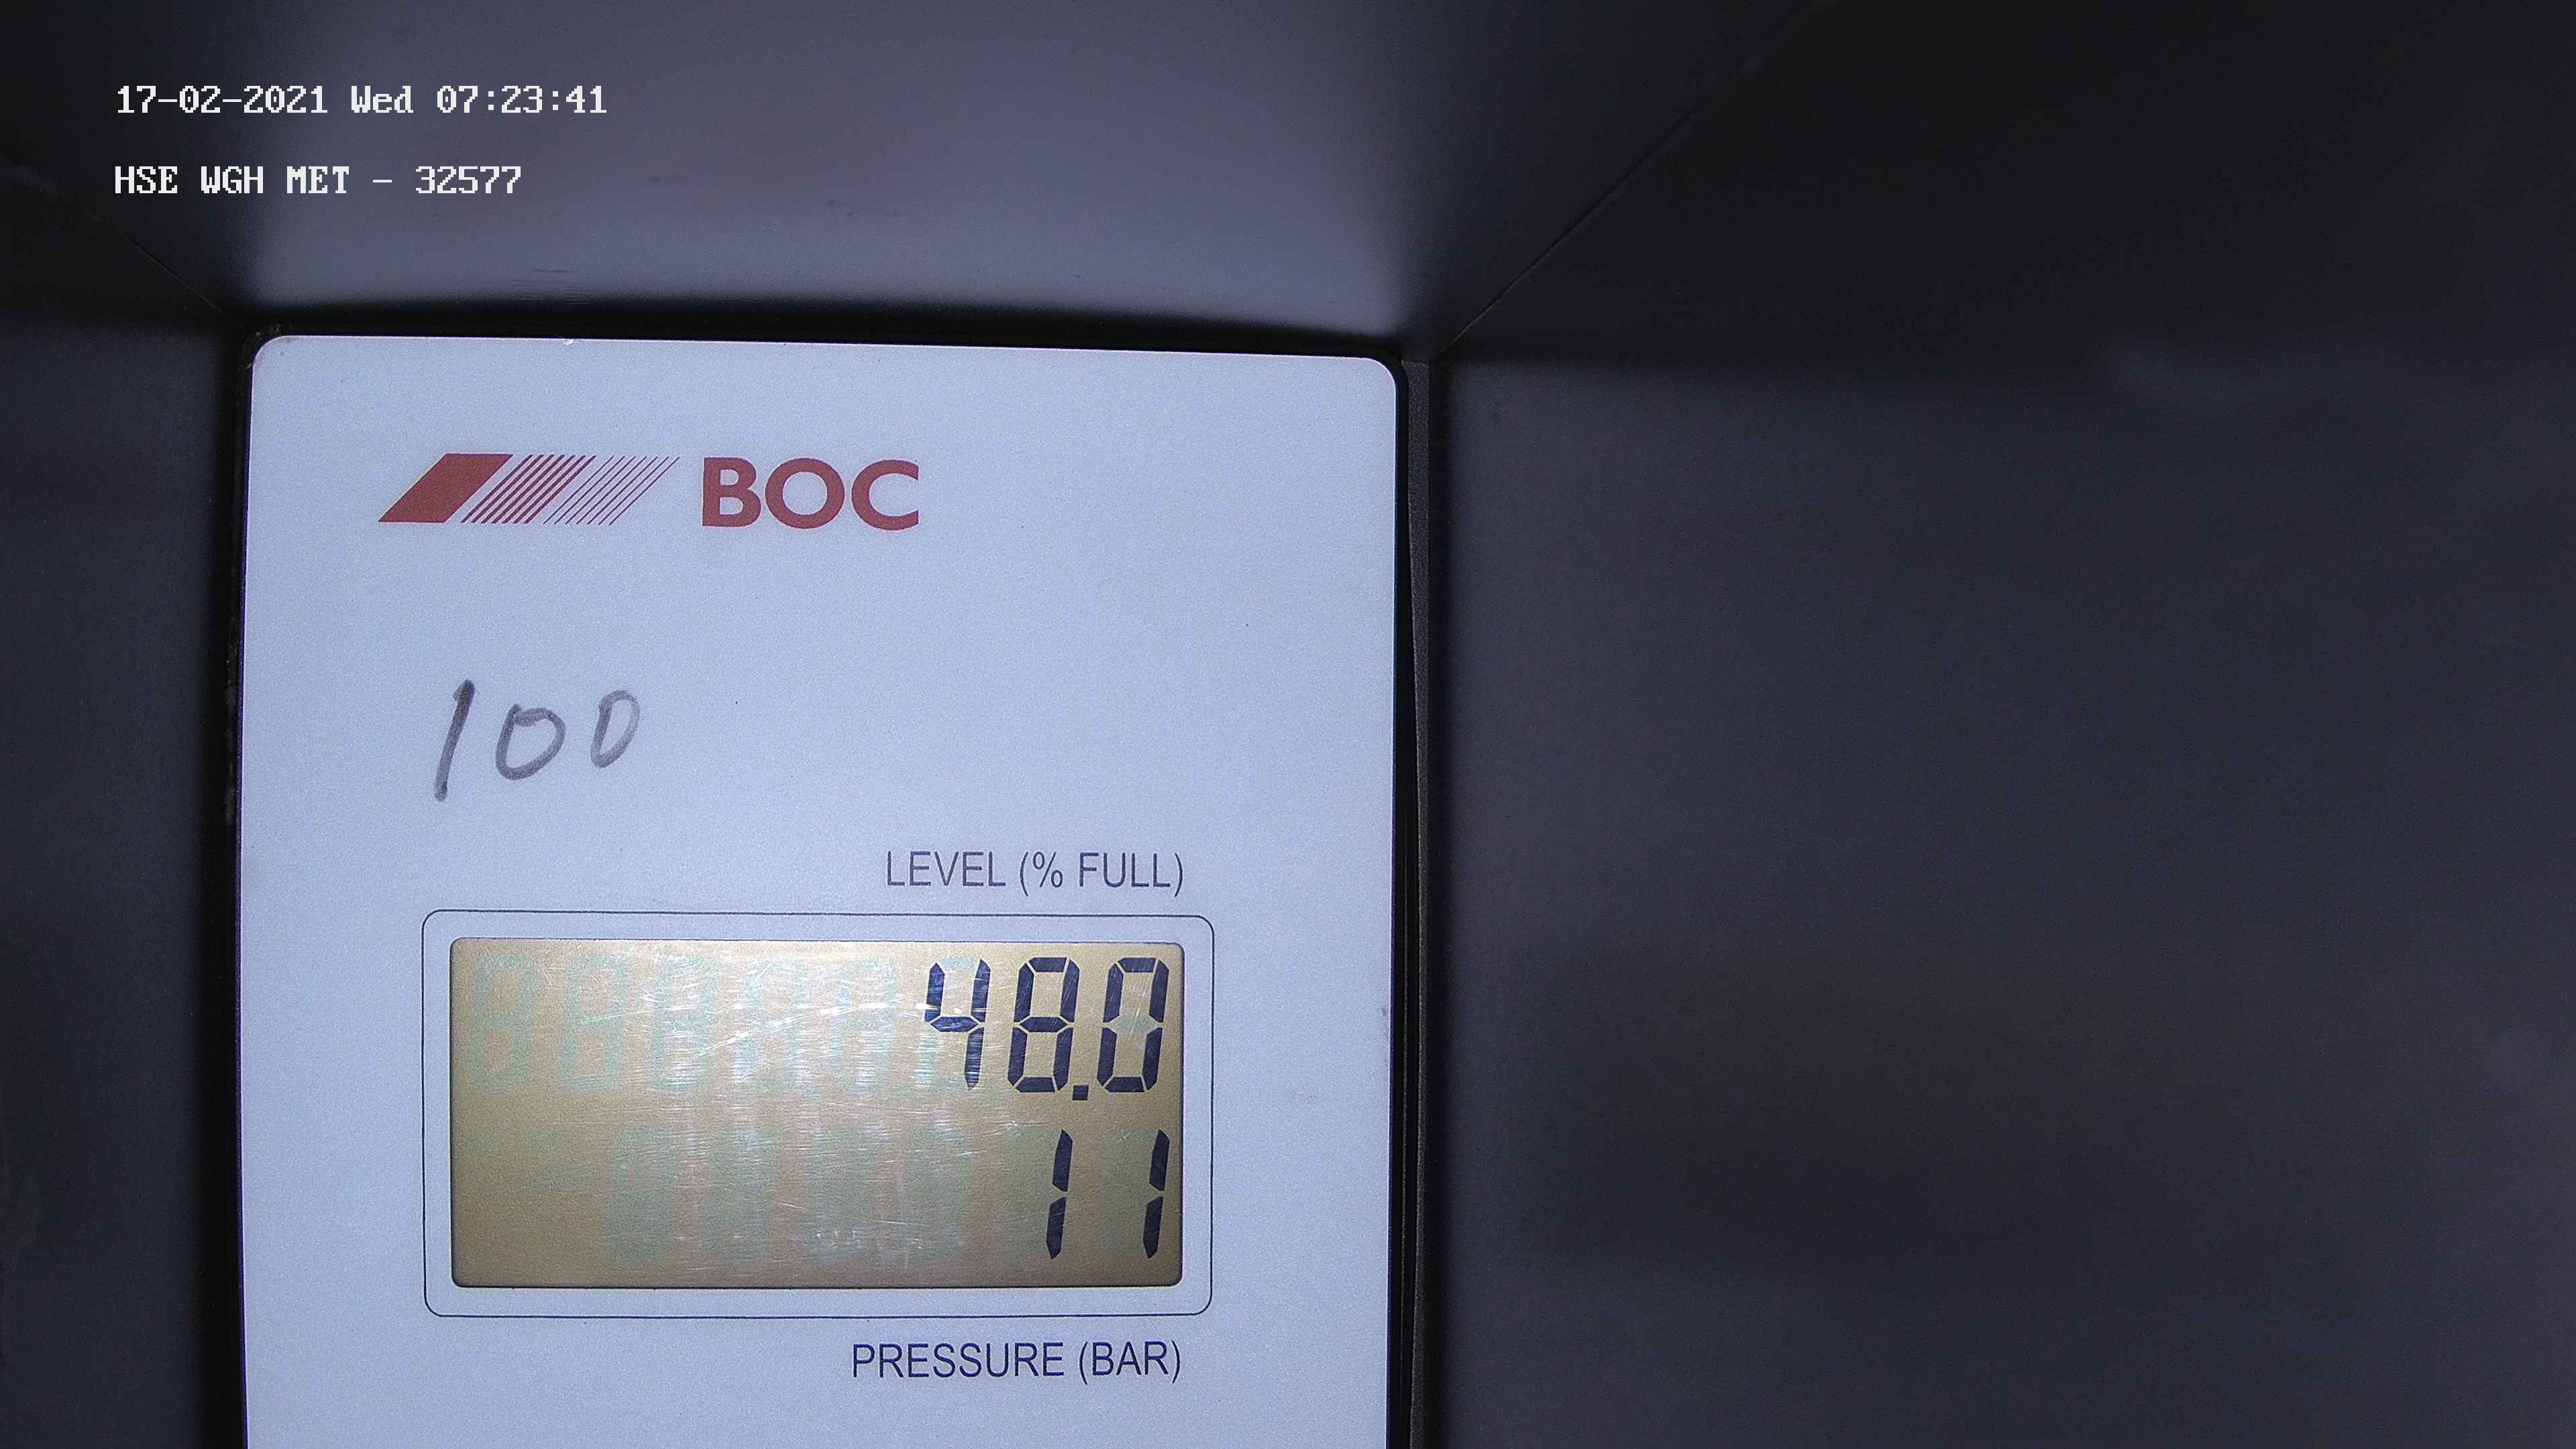 17-02-2021 Wed 07:23:41
HSE WGH MET - 32577
BOC
100
LEVEL (% FULL)
48.0
11
PRESSURE (BAR)